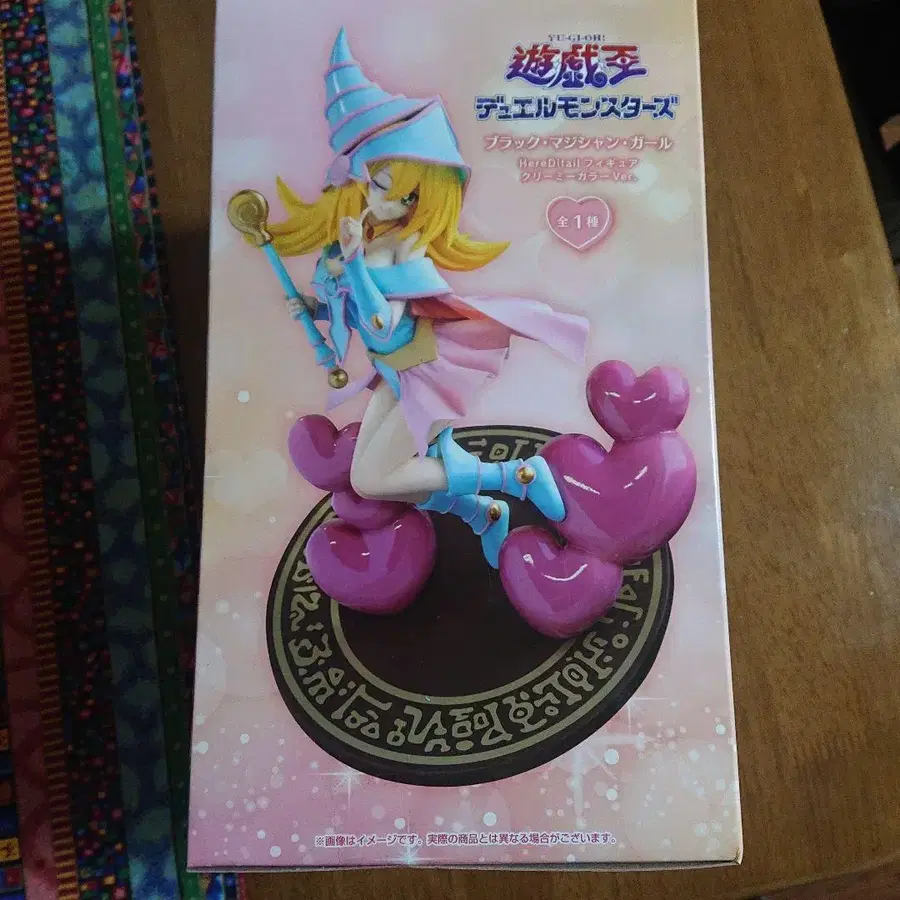 YU-GI-OH!
遊戯王
デュエルモンスターズ
ブラック・マジシャン・ガール
HereDitail フィギュア
クリーミーカラー Ver.
全1種
※画像はイメージです。実際の商品とは異なる場合がございます。